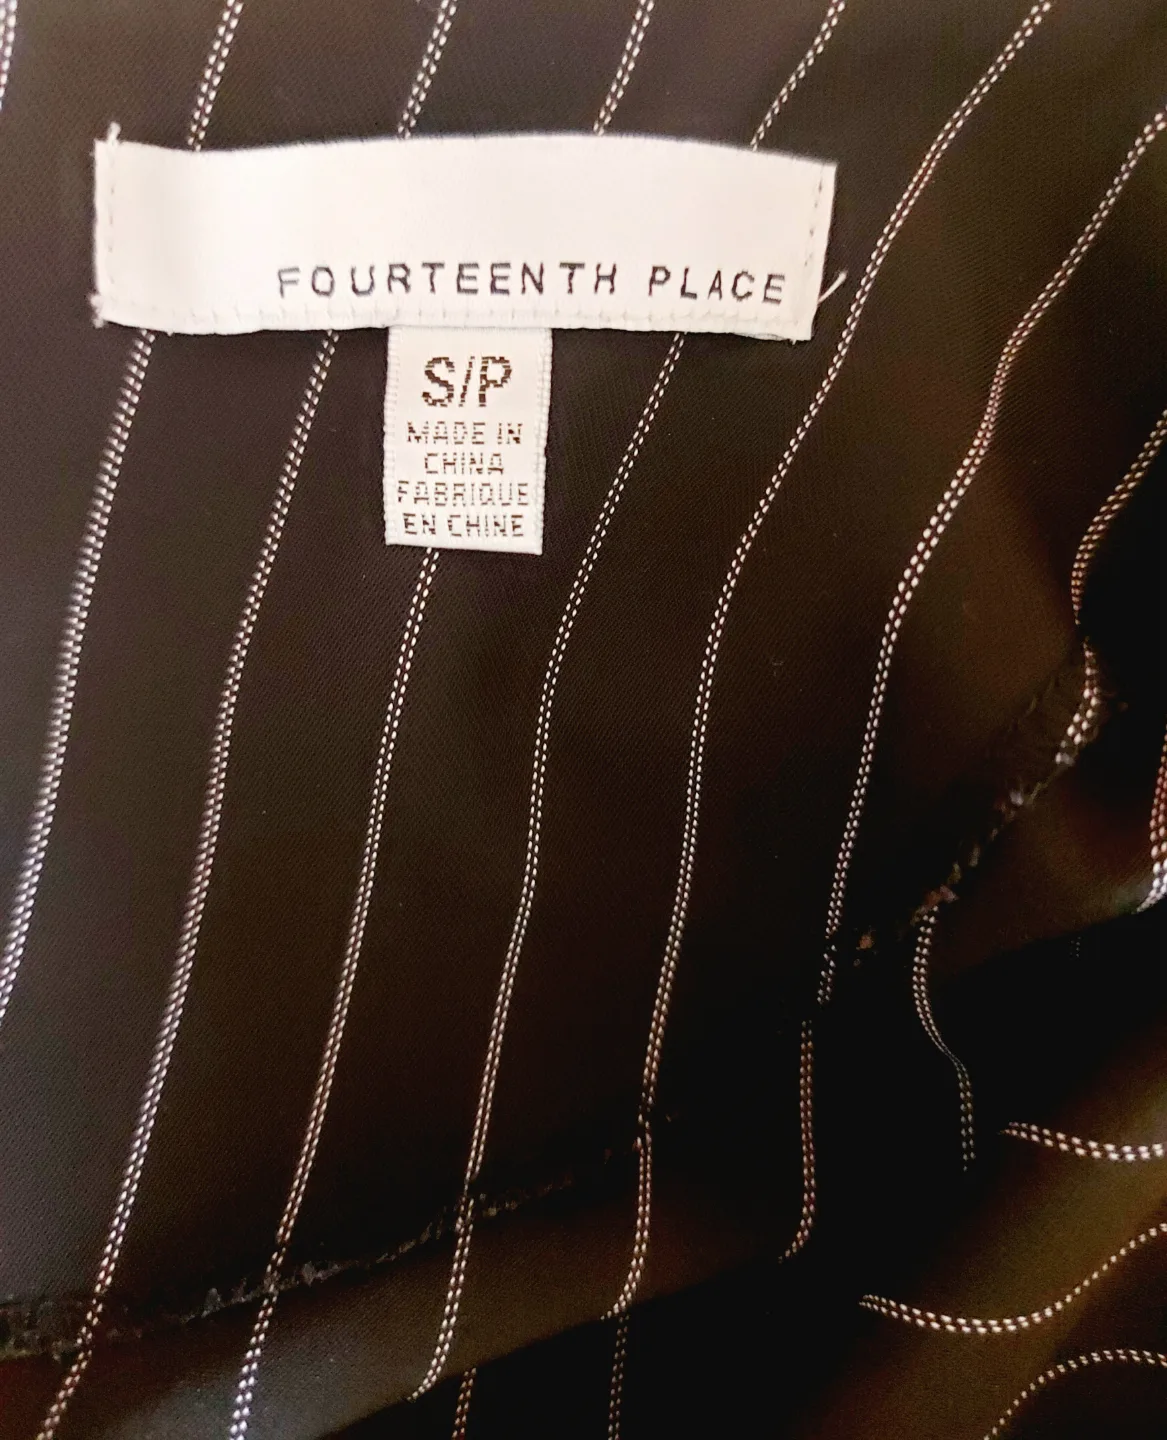 FOURTEENTH PLACE
S/P
MADE IN
CHINA
FABRIQUE
EN CHINE